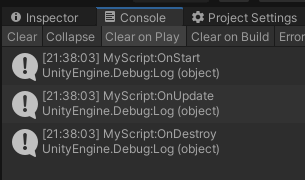 Inspector Console Project Settings
Clear Collapse Clear on Play Clear on Build Error
[21:38:03] MyScript:OnStart
UnityEngine.Debug:Log (object)
[21:38:03] MyScript:OnUpdate
UnityEngine.Debug:Log (object)
[21:38:03] MyScript:OnDestroy
UnityEngine.Debug:Log (object)